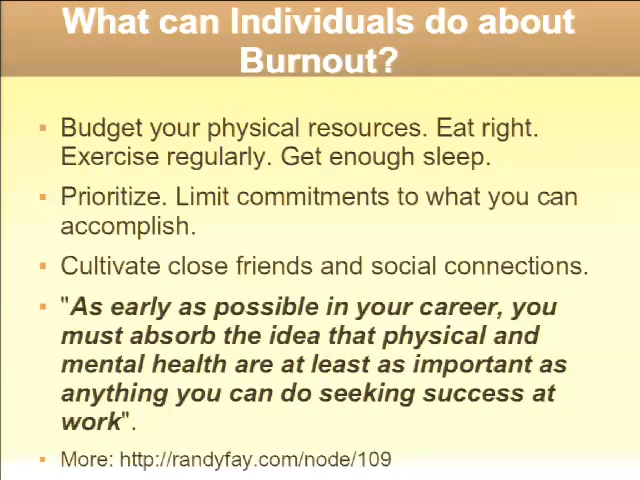 What can Individuals do about
Burnout?
Budget your physical resources. Eat right.
Exercise regularly. Get enough sleep.
Prioritize. Limit commitments to what you can
accomplish.
Cultivate close friends and social connections.
"As early as possible in your career, you
must absorb the idea that physical and
mental health are at least as important as
anything you can do seeking success at
work".
More: http://randyfay.com/node/109